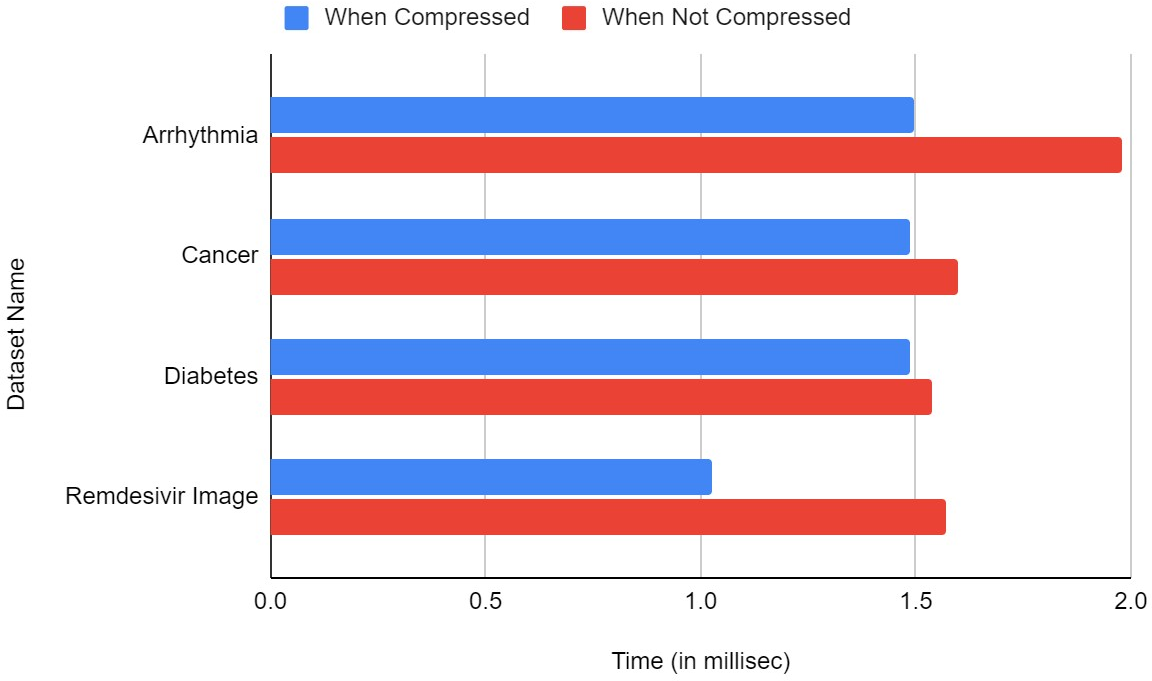 When Compressed When Not Compressed
Arrhythmia
Cancer
Dataset Name
Diabetes
Remdesivir Image
0.0 0.5 1.0 1.5 2.0
Time (in millisec)